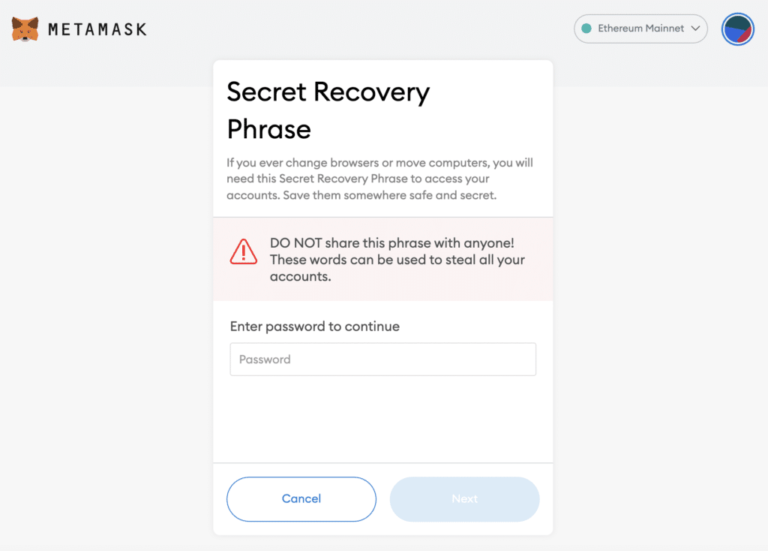 METAMASK
Ethereum Mainnet
Secret Recovery
Phrase
If you ever change browsers or move computers, you will
need this Secret Recovery Phrase to access your
accounts. Save them somewhere safe and secret.
DO NOT share this phrase with anyone!
These words can be used to steal all your
accounts.
Enter password to continue
Password
Cancel
Next